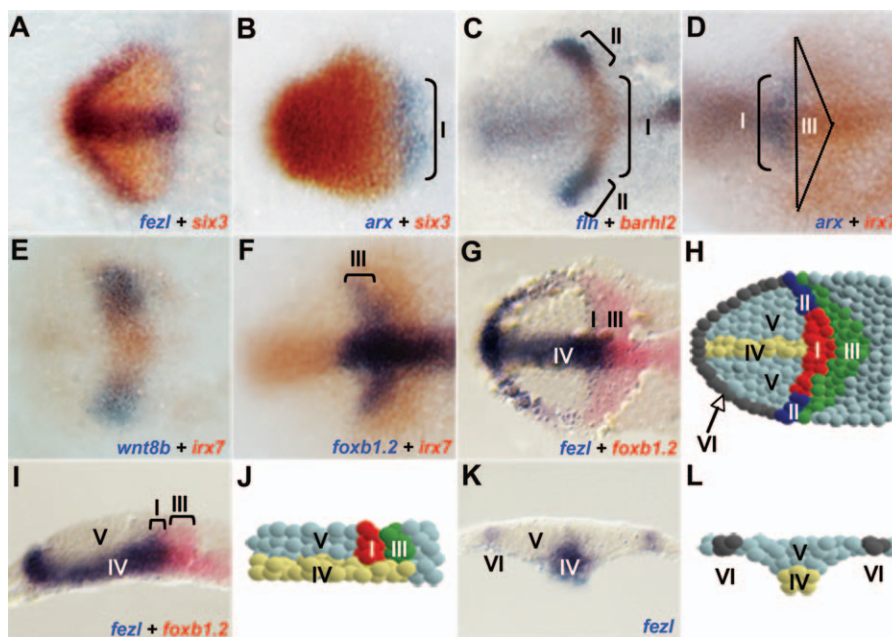 A
fezl + six3
B
I
arx + six3
C
II
I
II
flh + barhl2
D
I
III
arx + irx7
E
wnt8b + irx7
F
III
foxb1.2 + irx7
G
I III
IV
fezl + foxb1.2
H
II
V
IV
I
III
V
II
VI
I
I
III
V
IV
fezl + foxb1.2
J
V
I
III
IV
K
V
VI
IV
fezl
L
V
VI
IV
VI